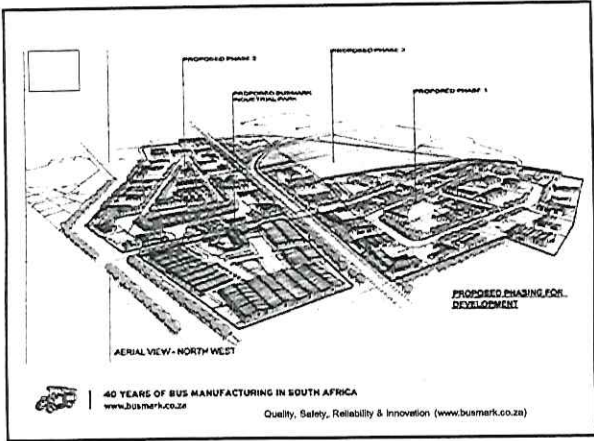 PROPOSED PHASE 2
PROPOSED PHASE 3
PROPOSED BUSMARK
INDUSTRIAL PARK
PROPOSED PHASE 1
PROPOSED PHASING FOR
DEVELOPMENT
AERIAL VIEW - NORTH WEST
40 YEARS OF BUS MANUFACTURING IN SOUTH AFRICA
www.busmark.co.za
Quality, Safety, Reliability & Innovation (www.busmark.co.za)